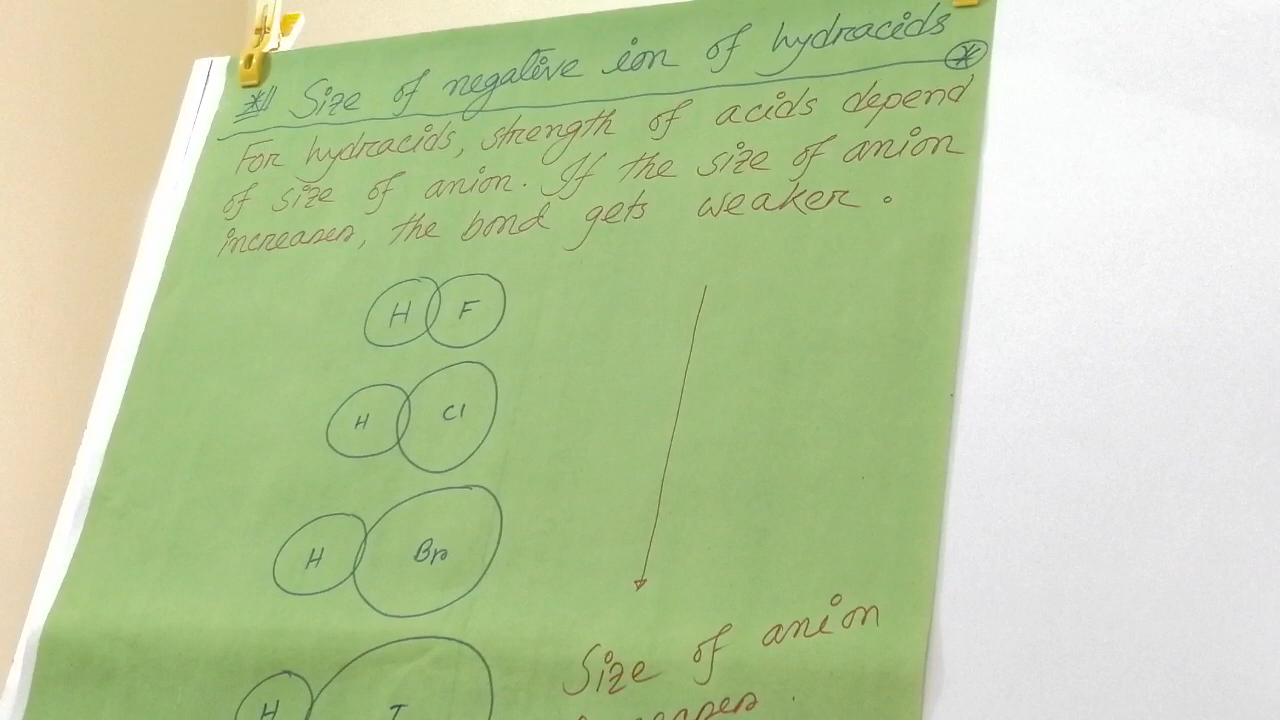 * Size of negative ion of hydracids
*
For hydracids, strength of acids depend
of size of anion. If the size of anion
increases, the bond gets weaker.
H F
H Cl
H Br
H I
Size of anion